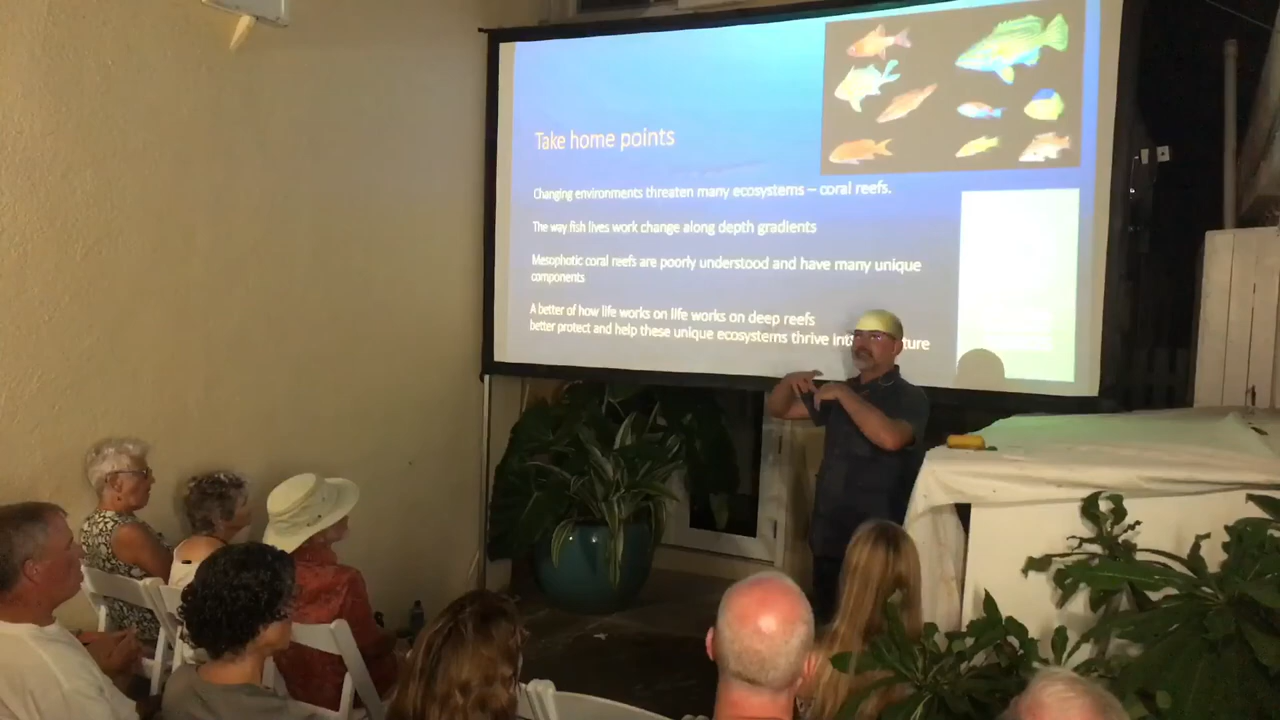 Take home points
Changing environments threaten many ecosystems – coral reefs.
The way fish lives work change along depth gradients
Mesophotic coral reefs are poorly understood and have many unique
components
A better of how life works on life works on deep reefs
better protect and help these unique ecosystems thrive into ture